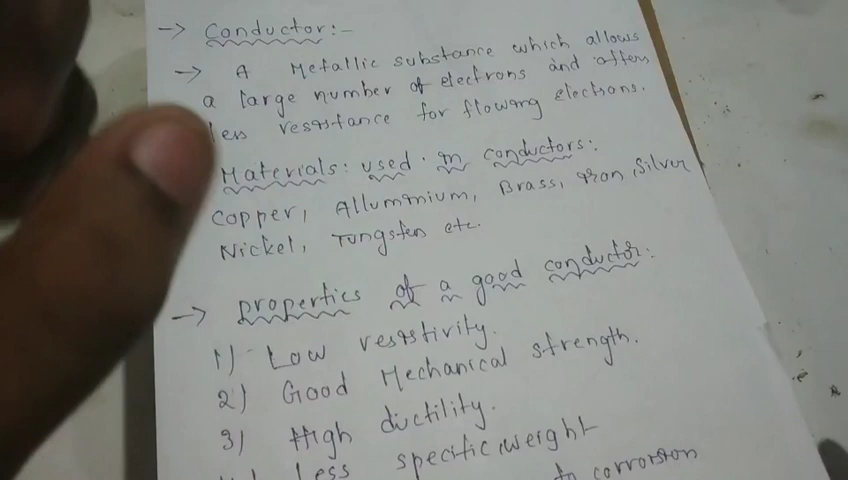 → Conductor:-
→ A Metallic substance which allows
a large number of electrons and offers
less resistance for flowing electrons.
Materials: used in conductors:
Copper, Allumnium, Brass, Iron, Silver
Nickel, Tungsten etc.
→ Properties of a good conductor:
1) Low resistivity.
2) Good Mechanical strength.
3) High ductility.
less specific weight
to corrosion